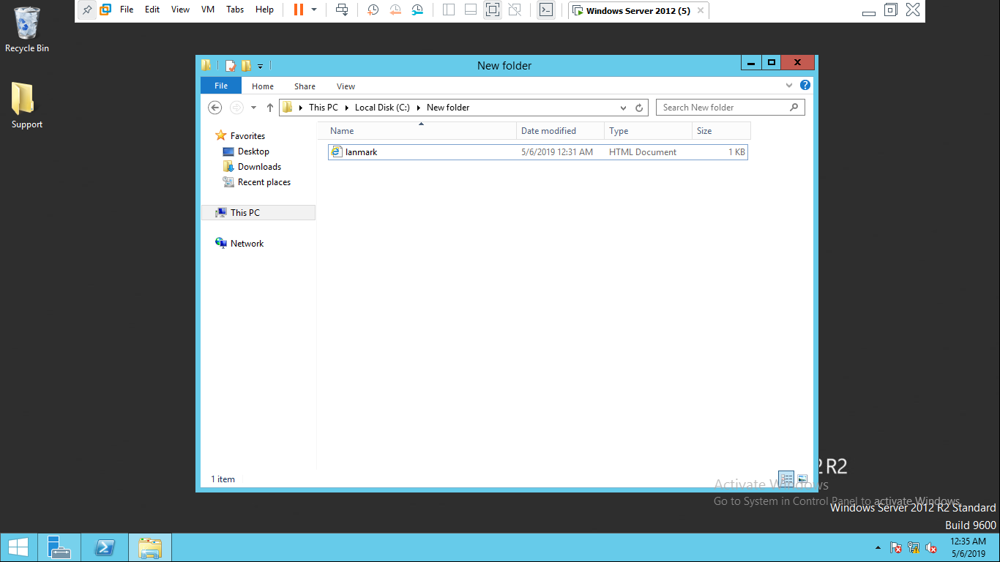 File Edit View VM Tabs Help Windows Server 2012 (5)
Recycle Bin
Support
New folder
File Home Share View
This PC Local Disk (C:) New folder Search New folder
Name Date modified Type Size
lanmark 5/6/2019 12:31 AM HTML Document 1 KB
Favorites
Desktop
Downloads
Recent places
This PC
Network
1 item
2 R2
Activate Windows
Go to System in Control Panel to activate Windows.
Windows Server 2012 R2 Standard
Build 9600
12:35 AM
5/6/2019